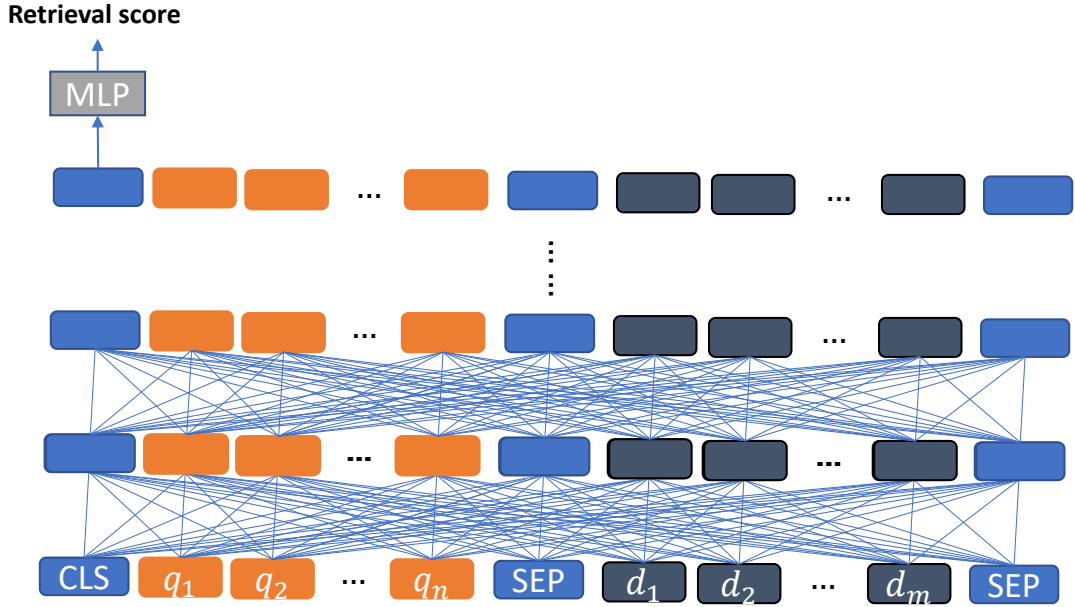 Retrieval score
MLP
... ...
... ...
... ...
CLS q₁ q₂ ... qₙ SEP d₁ d₂ ... dₘ SEP